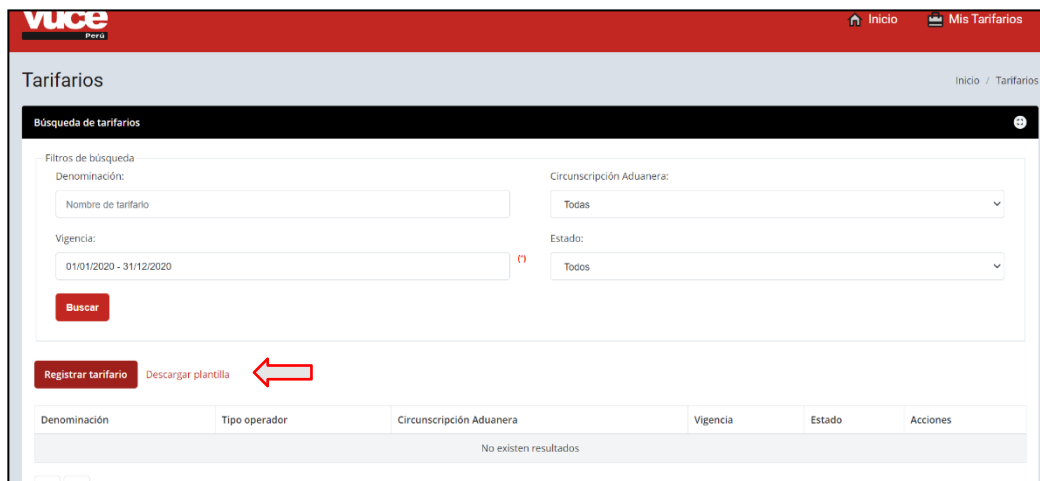 vuce
Perú
Inicio Mis Tarifarios
Tarifarios Inicio / Tarifarios
Búsqueda de tarifarios
Filtros de búsqueda
Denominación: Circunscripción Aduanera:
Nombre de tarifario Todas
Vigencia: Estado:
01/01/2020 - 31/12/2020 (*) Todos
Buscar
Registrar tarifario Descargar plantilla
Denominación Tipo operador Circunscripción Aduanera Vigencia Estado Acciones
No existen resultados